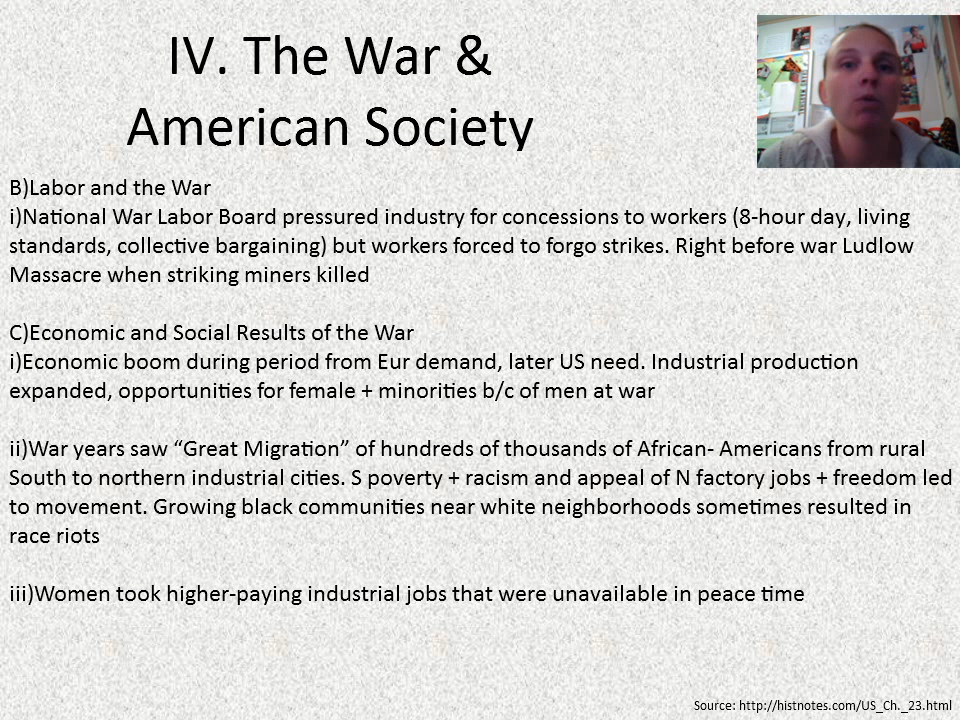 IV. The War &
American Society
B)Labor and the War
i)National War Labor Board pressured industry for concessions to workers (8-hour day, living
standards, collective bargaining) but workers forced to forgo strikes. Right before war Ludlow
Massacre when striking miners killed
C)Economic and Social Results of the War
i)Economic boom during period from Eur demand, later US need. Industrial production
expanded, opportunities for female + minorities b/c of men at war
ii)War years saw “Great Migration” of hundreds of thousands of African- Americans from rural
South to northern industrial cities. S poverty + racism and appeal of N factory jobs + freedom led
to movement. Growing black communities near white neighborhoods sometimes resulted in
race riots
iii)Women took higher-paying industrial jobs that were unavailable in peace time
Source: http://histnotes.com/US_Ch._23.html